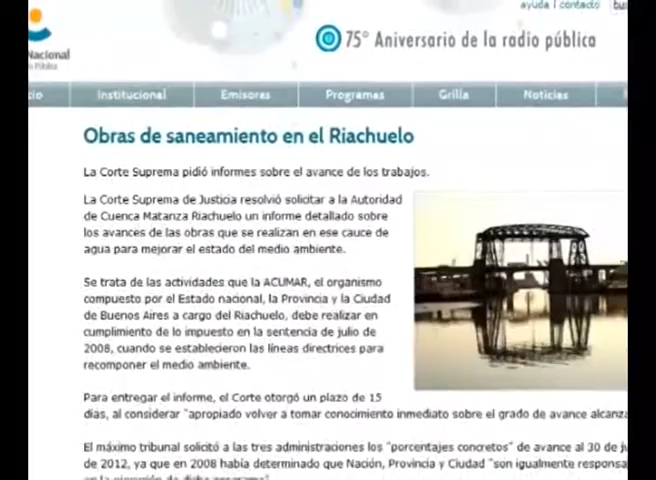 ayuda | contacto
Nacional
75° Aniversario de la radio pública
Institucional Emisoras Programas Grilla Noticias
Obras de saneamiento en el Riachuelo
La Corte Suprema pidió informes sobre el avance de los trabajos.
La Corte Suprema de Justicia resolvió solicitar a la Autoridad
de Cuenca Matanza Riachuelo un informe detallado sobre
los avances de las obras que se realizan en ese cauce de
agua para mejorar el estado del medio ambiente.
Se trata de las actividades que la ACUMAR, el organismo
compuesto por el Estado nacional, la Provincia y la Ciudad
de Buenos Aires a cargo del Riachuelo, debe realizar en
cumplimiento de lo impuesto en la sentencia de julio de
2008, cuando se establecieron las líneas directrices para
recomponer el medio ambiente.
Para entregar el informe, el Corte otorgó un plazo de 15
días, al considerar "apropiado volver a tomar conocimiento inmediato sobre el grado de avance alcanza
El máximo tribunal solicitó a las tres administraciones los "porcentajes concretos" de avance al 30 de
de 2012, ya que en 2008 había determinado que Nación, Provincia y Ciudad "son igualmente responsa